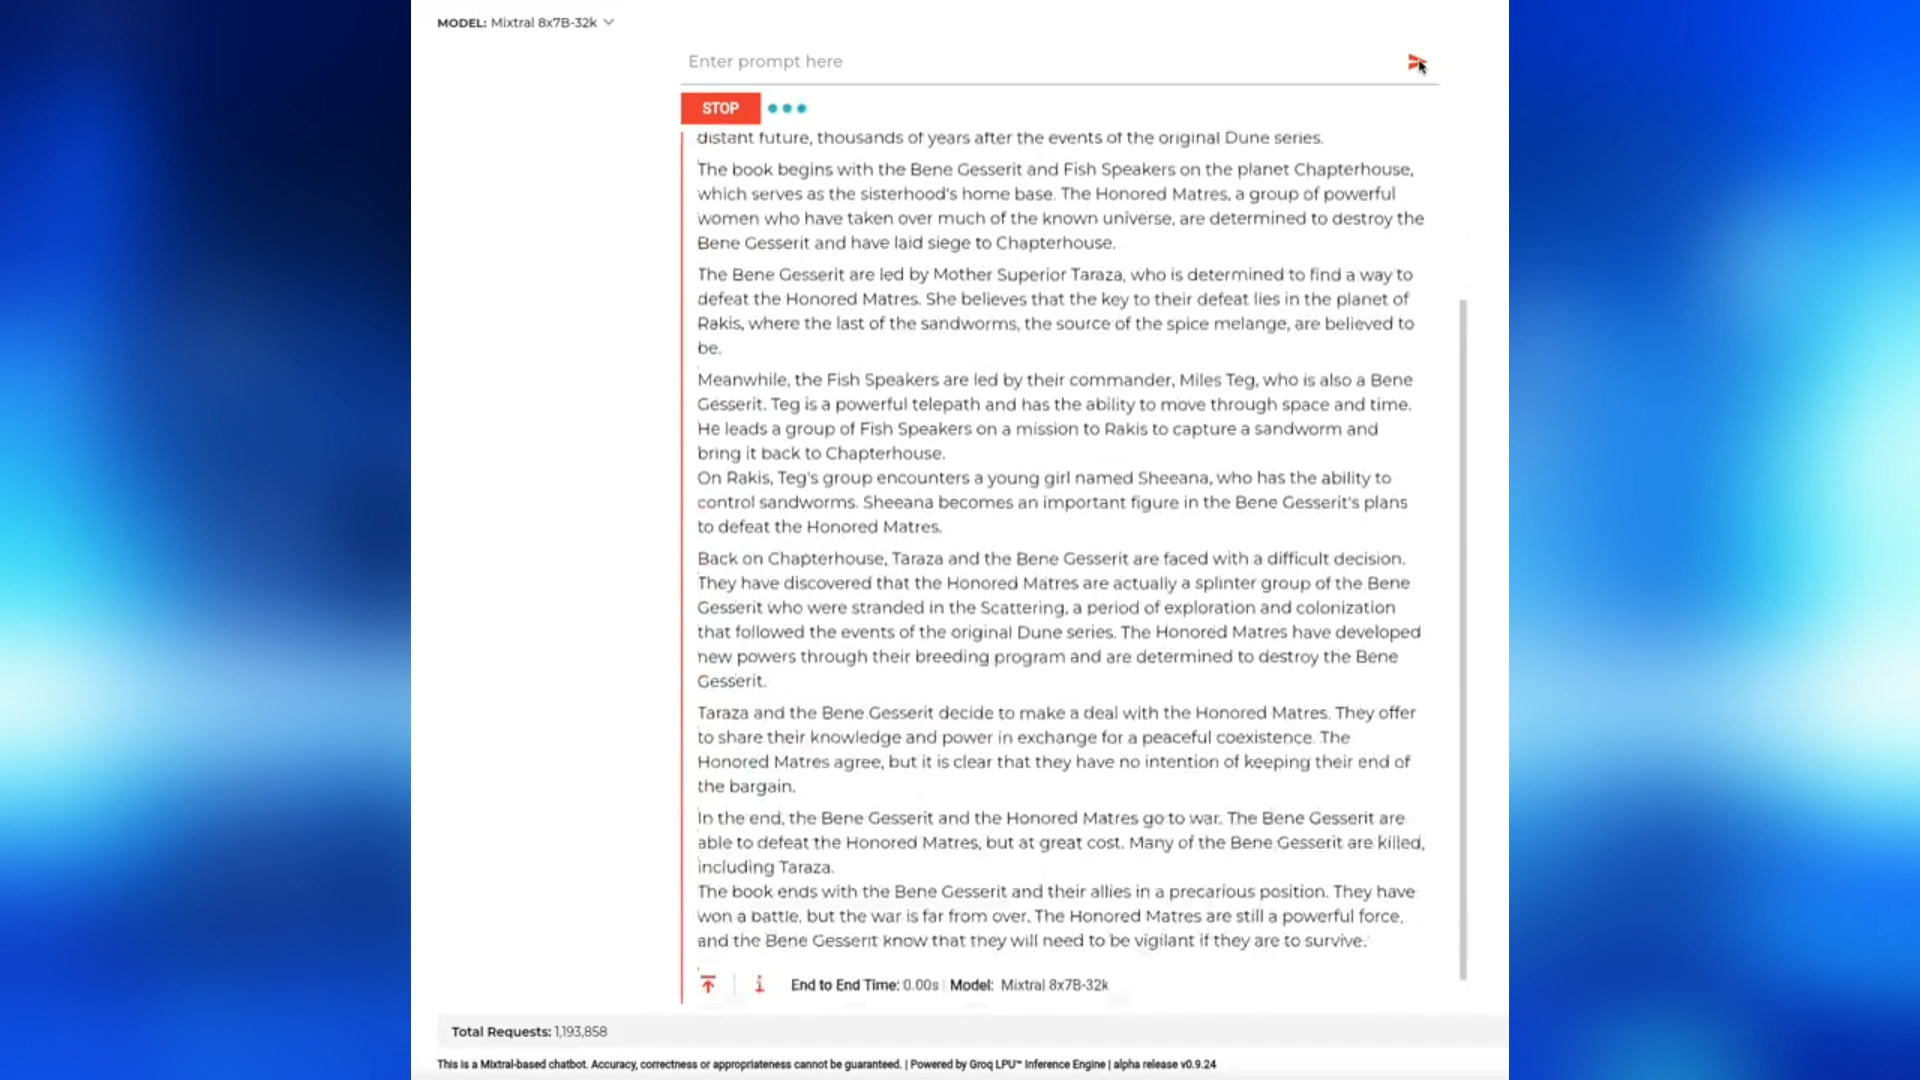 MODEL: Mixtral 8x7B-32k
Enter prompt here
STOP
distant future, thousands of years after the events of the original Dune series.
The book begins with the Bene Gesserit and Fish Speakers on the planet Chapterhouse,
which serves as the sisterhood's home base. The Honored Matres, a group of powerful
women who have taken over much of the known universe, are determined to destroy the
Bene Gesserit and have laid siege to Chapterhouse.
The Bene Gesserit are led by Mother Superior Taraza, who is determined to find a way to
defeat the Honored Matres. She believes that the key to their defeat lies in the planet of
Rakis, where the last of the sandworms, the source of the spice melange, are believed to
be.
Meanwhile, the Fish Speakers are led by their commander, Miles Teg, who is also a Bene
Gesserit. Teg is a powerful telepath and has the ability to move through space and time.
He leads a group of Fish Speakers on a mission to Rakis to capture a sandworm and
bring it back to Chapterhouse.
On Rakis, Teg's group encounters a young girl named Sheeana, who has the ability to
control sandworms. Sheeana becomes an important figure in the Bene Gesserit's plans
to defeat the Honored Matres.
Back on Chapterhouse, Taraza and the Bene Gesserit are faced with a difficult decision.
They have discovered that the Honored Matres are actually a splinter group of the Bene
Gesserit who were stranded in the Scattering, a period of exploration and colonization
that followed the events of the original Dune series. The Honored Matres have developed
new powers through their breeding program and are determined to destroy the Bene
Gesserit.
Taraza and the Bene Gesserit decide to make a deal with the Honored Matres. They offer
to share their knowledge and power in exchange for a peaceful coexistence. The
Honored Matres agree, but it is clear that they have no intention of keeping their end of
the bargain.
In the end, the Bene Gesserit and the Honored Matres go to war. The Bene Gesserit are
able to defeat the Honored Matres, but at great cost. Many of the Bene Gesserit are killed,
including Taraza.
The book ends with the Bene Gesserit and their allies in a precarious position. They have
won a battle, but the war is far from over. The Honored Matres are still a powerful force,
and the Bene Gesserit know that they will need to be vigilant if they are to survive.
End to End Time: 0.00s Model: Mixtral 8x7B-32k
Total Requests: 1,193,858
This is a Mixtral-based chatbot. Accuracy, correctness or appropriateness cannot be guaranteed. | Powered by Groq LPU™ Inference Engine | alpha release v0.9.24